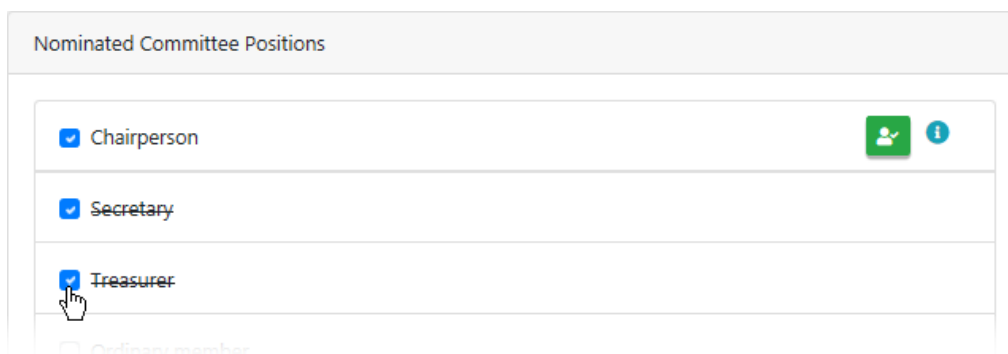 Nominated Committee Positions
Chairperson
Secretary
Treasurer
Ordinary member